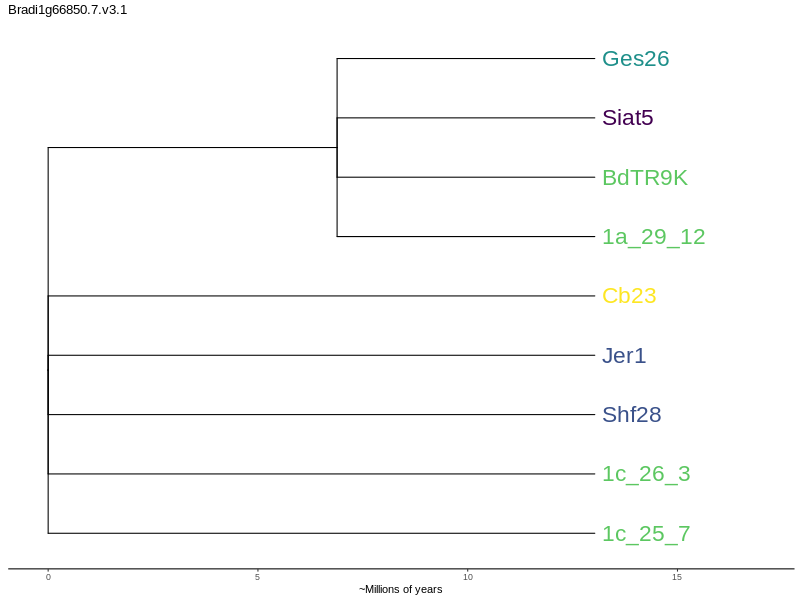 Bradi1g66850.7.v3.1
Ges26
Siat5
BdTR9K
1a_29_12
Cb23
Jer1
Shf28
1c_26_3
1c_25_7
0 5 10 15
~Millions of years